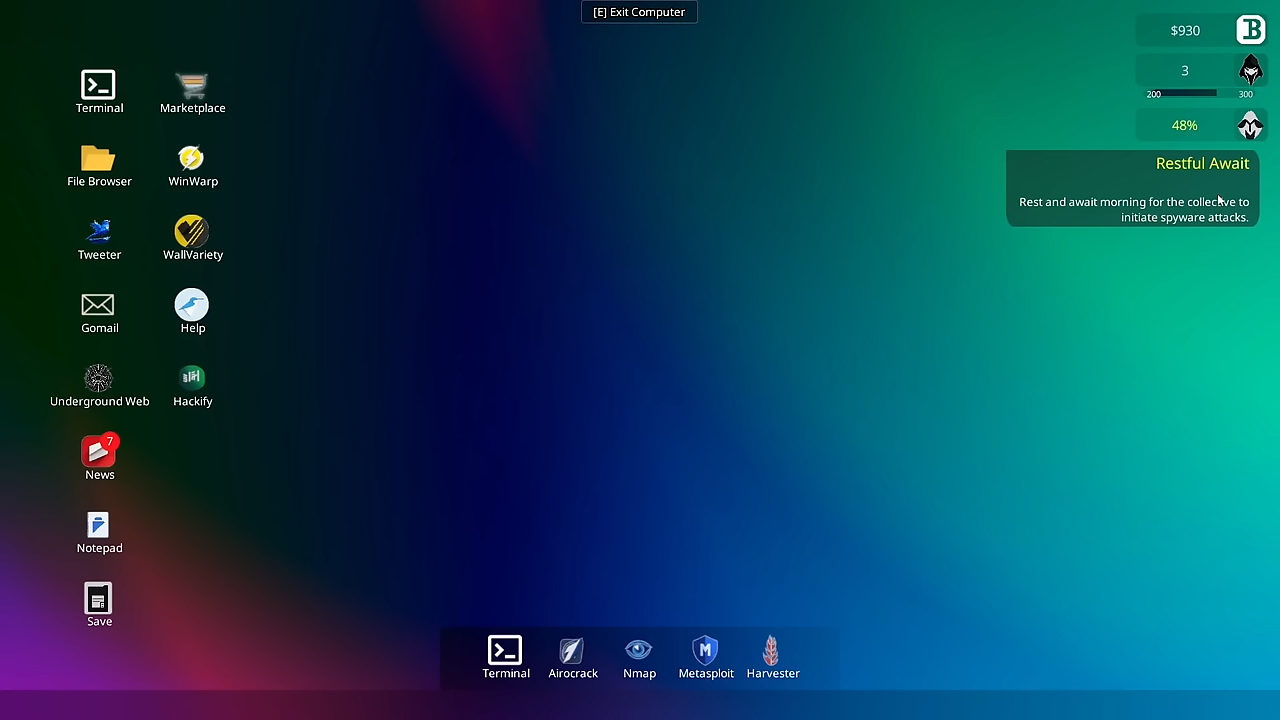 [E] Exit Computer
$930
B
3
200
300
48%
Restful Await
Rest and await morning for the collective to
initiate spyware attacks.
Terminal
Marketplace
File Browser
WinWarp
Tweeter
WallVariety
Gomail
Help
Underground Web
Hackify
7
News
Notepad
Save
Terminal
Airocrack
Nmap
M
Metasploit
Harvester